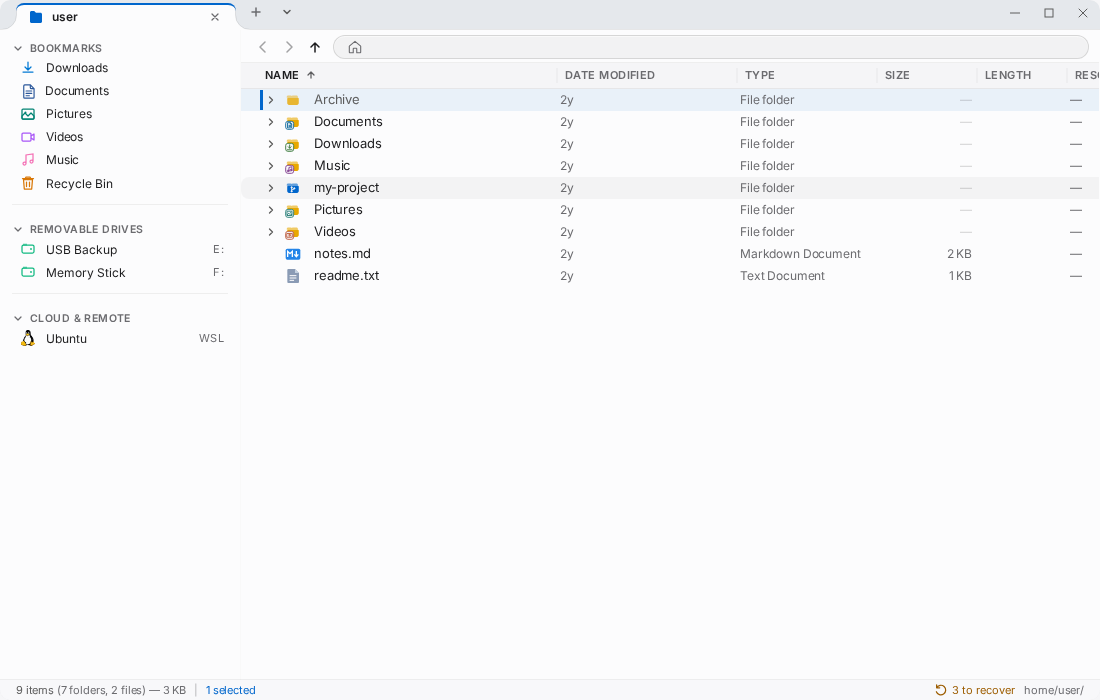 user
BOOKMARKS
Downloads
Documents
Pictures
Videos
Music
Recycle Bin
REMOVABLE DRIVES
USB Backup E:
Memory Stick F:
CLOUD & REMOTE
Ubuntu WSL
NAME DATE MODIFIED TYPE SIZE LENGTH RESO
Archive 2y File folder — —
Documents 2y File folder — —
Downloads 2y File folder — —
Music 2y File folder — —
my-project 2y File folder — —
Pictures 2y File folder — —
Videos 2y File folder — —
notes.md 2y Markdown Document 2 KB —
readme.txt 2y Text Document 1 KB —
9 items (7 folders, 2 files) — 3 KB 1 selected 3 to recover home/user/